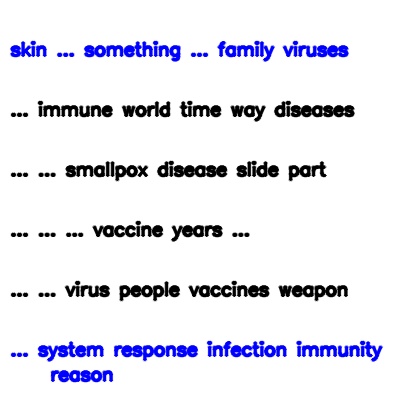 skin ... something ... family viruses
... immune world time way diseases
... ... smallpox disease slide part
... ... ... vaccine years ...
... ... virus people vaccines weapon
... system response infection immunity
reason